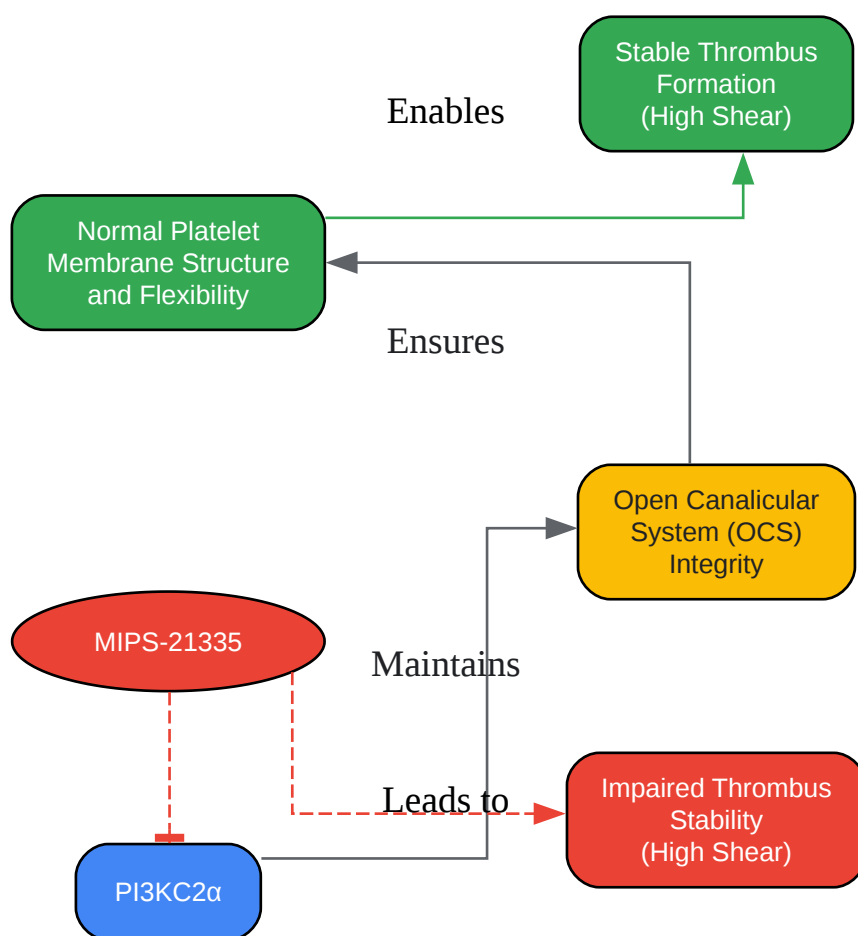 Stable Thrombus
Formation
(High Shear)
Enables
Normal Platelet
Membrane Structure
and Flexibility
Ensures
Open Canalicular
System (OCS)
Integrity
MIPS-21335
Maintains
Leads to
Impaired Thrombus
Stability
(High Shear)
PI3KC2α